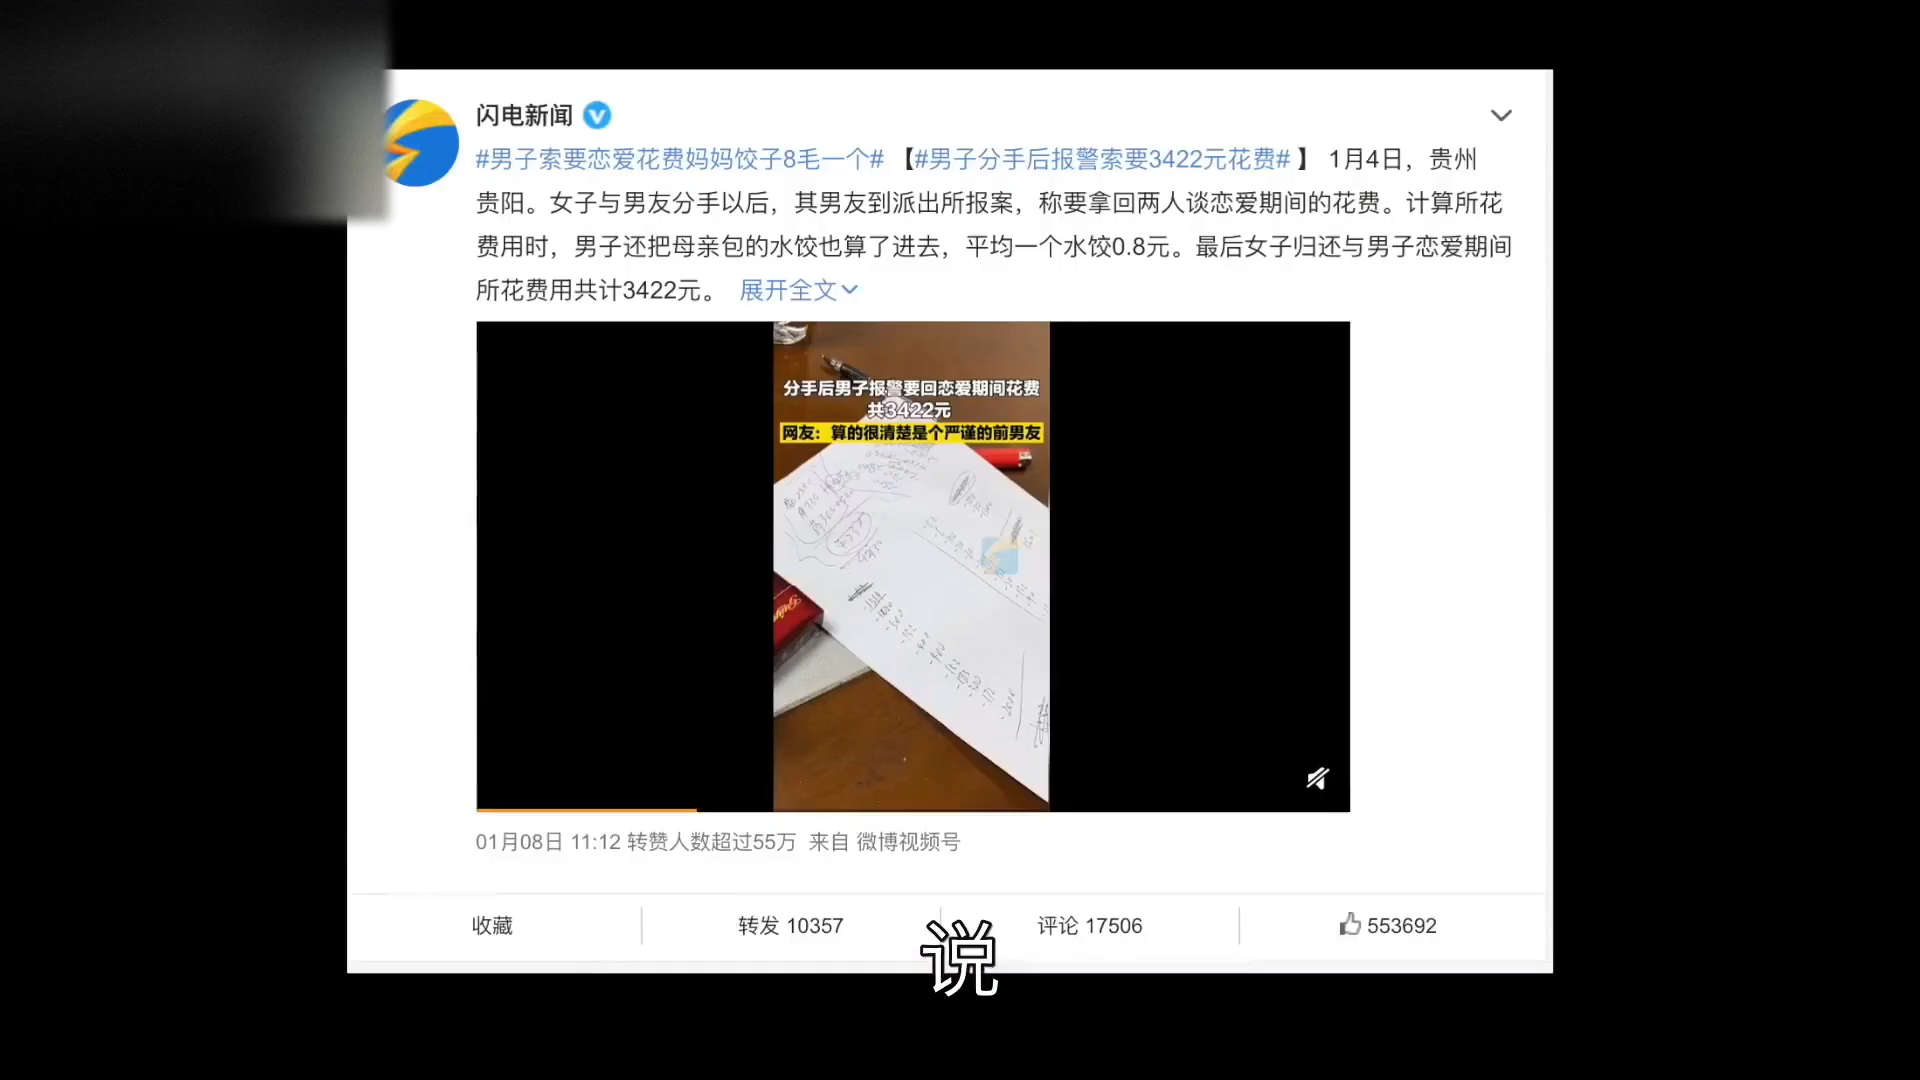 闪电新闻
#男子索要恋爱花费妈妈饺子8毛一个# 【#男子分手后报警索要3422元花费#】 1月4日，贵州
贵阳。女子与男友分手以后，其男友到派出所报案，称要拿回两人谈恋爱期间的花费。计算所花
费用时，男子还把母亲包的水饺也算了进去，平均一个水饺0.8元。最后女子归还与男子恋爱期间
所花费用共计3422元。 展开全文
分手后男子报警要回恋爱期间花费
共3422元
网友：算的很清楚是个严谨的前男友
01月08日 11:12 转赞人数超过55万 来自 微博视频号
收藏 转发 10357 评论 17506 553692
说